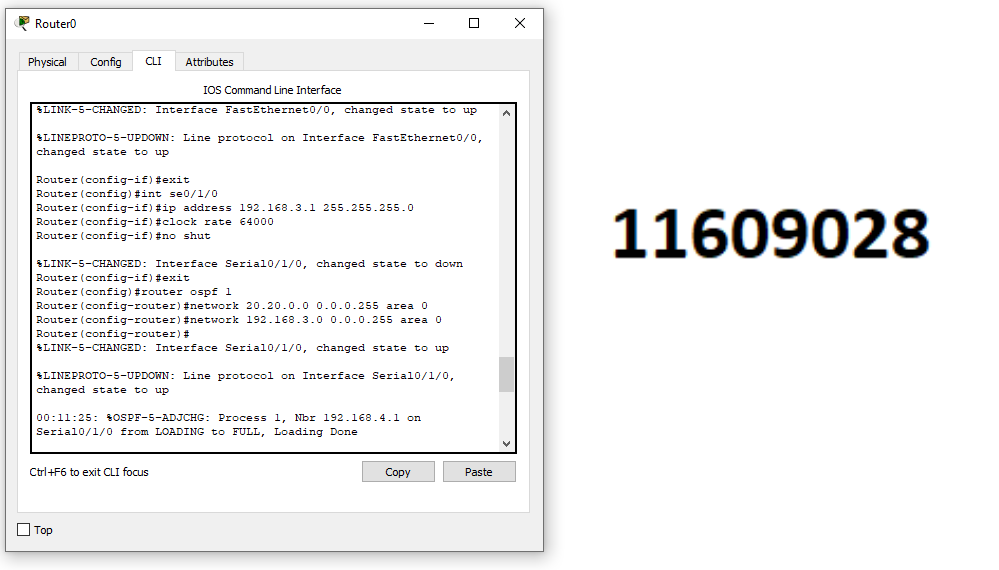 Router0
Physical Config CLI Attributes
IOS Command Line Interface
%LINK-5-CHANGED: Interface FastEthernet0/0, changed state to up
%LINEPROTO-5-UPDOWN: Line protocol on Interface FastEthernet0/0,
changed state to up
Router(config-if)#exit
Router(config)#int se0/1/0
Router(config-if)#ip address 192.168.3.1 255.255.255.0
Router(config-if)#clock rate 64000
Router(config-if)#no shut
%LINK-5-CHANGED: Interface Serial0/1/0, changed state to down
Router(config-if)#exit
Router(config)#router ospf 1
Router(config-router)#network 20.20.0.0 0.0.0.255 area 0
Router(config-router)#network 192.168.3.0 0.0.0.255 area 0
Router(config-router)#
%LINK-5-CHANGED: Interface Serial0/1/0, changed state to up
%LINEPROTO-5-UPDOWN: Line protocol on Interface Serial0/1/0,
changed state to up
00:11:25: %OSPF-5-ADJCHG: Process 1, Nbr 192.168.4.1 on
Serial0/1/0 from LOADING to FULL, Loading Done
Ctrl+F6 to exit CLI focus
Copy Paste
Top
11609028